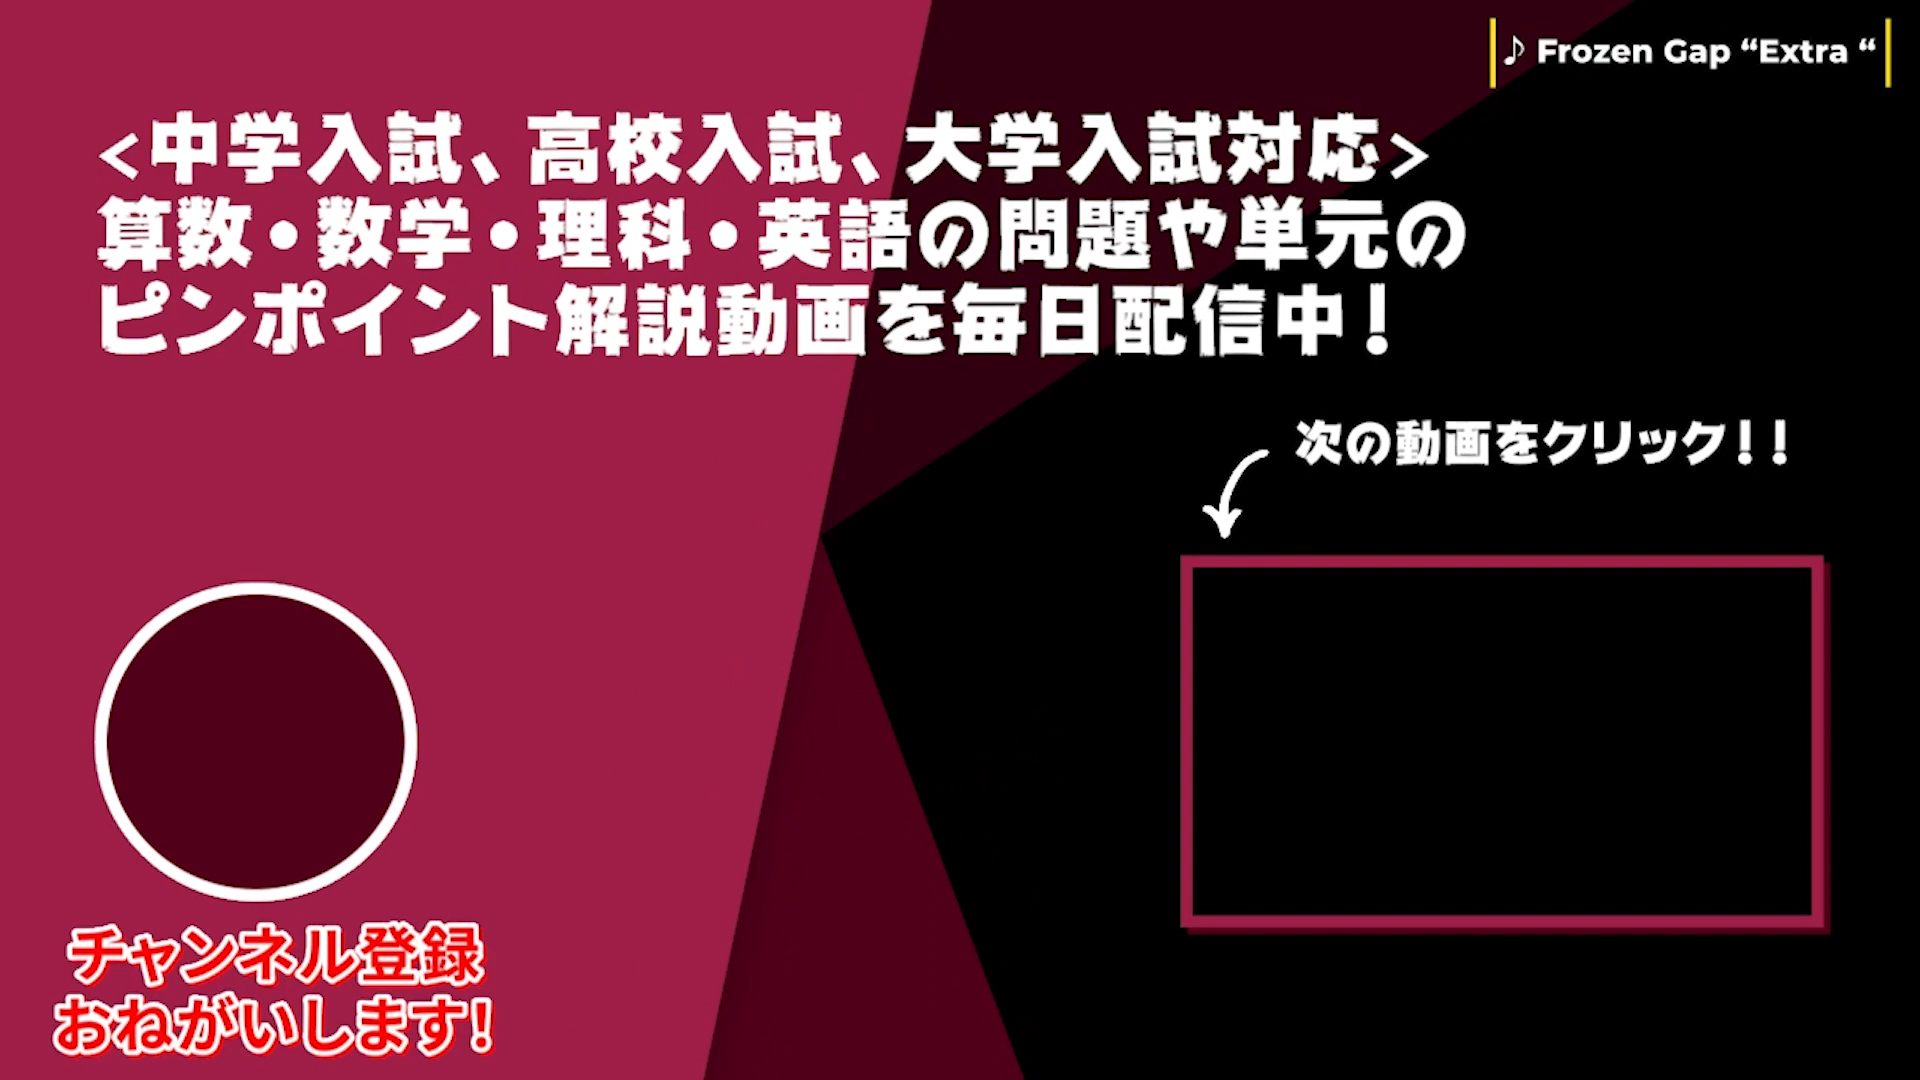 ♪ Frozen Gap “Extra “
<中学入試、高校入試、大学入試対応>
算数・数学・理科・英語の問題や単元の
ピンポイント解説動画を毎日配信中！
次の動画をクリック！！
チャンネル登録
おねがいします！